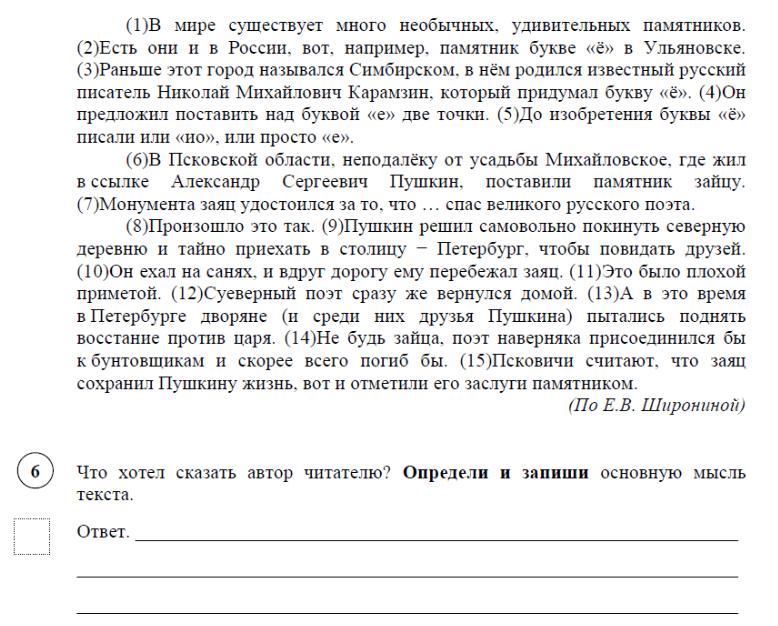 (1)В мире существует много необычных, удивительных памятников.
(2)Есть они и в России, вот, например, памятник букве «ё» в Ульяновске.
(3)Раньше этот город назывался Симбирском, в нём родился известный русский
писатель Николай Михайлович Карамзин, который придумал букву «ё». (4)Он
предложил поставить над буквой «е» две точки. (5)До изобретения буквы «ё»
писали или «ио», или просто «е».
(6)В Псковской области, неподалёку от усадьбы Михайловское, где жил
в ссылке Александр Сергеевич Пушкин, поставили памятник зайцу.
(7)Монумента заяц удостоился за то, что … спас великого русского поэта.
(8)Произошло это так. (9)Пушкин решил самовольно покинуть северную
деревню и тайно приехать в столицу − Петербург, чтобы повидать друзей.
(10)Он ехал на санях, и вдруг дорогу ему перебежал заяц. (11)Это было плохой
приметой. (12)Суеверный поэт сразу же вернулся домой. (13)А в это время
в Петербурге дворяне (и среди них друзья Пушкина) пытались поднять
восстание против царя. (14)Не будь зайца, поэт наверняка присоединился бы
к бунтовщикам и скорее всего погиб бы. (15)Псковичи считают, что заяц
сохранил Пушкину жизнь, вот и отметили его заслуги памятником.
(По Е.В. Широниной)
6 Что хотел сказать автор читателю? Определи и запиши основную мысль
текста.
Ответ.